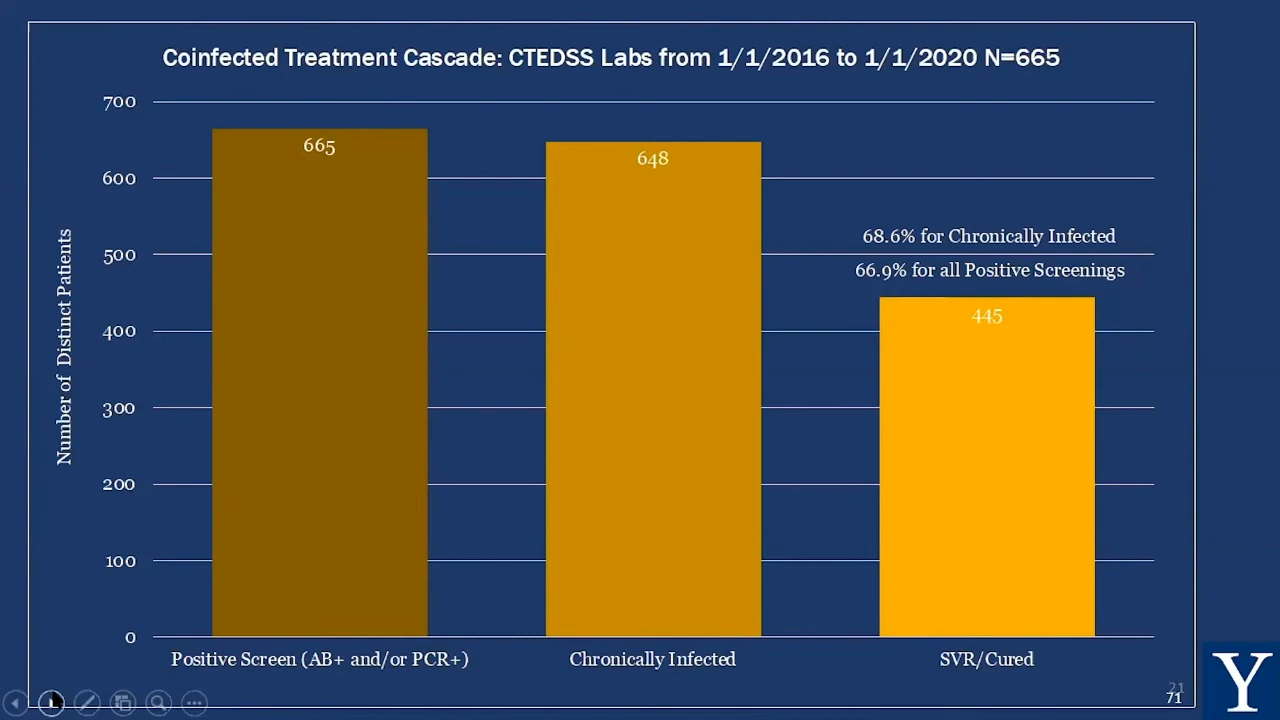 Coinfected Treatment Cascade: CTEDSS Labs from 1/1/2016 to 1/1/2020 N=665
700
600
500
400
300
200
100
0
Number of Distinct Patients
665
648
68.6% for Chronically Infected
66.9% for all Positive Screenings
445
Positive Screen (AB+ and/or PCR+)
Chronically Infected
SVR/Cured
21
71
Y